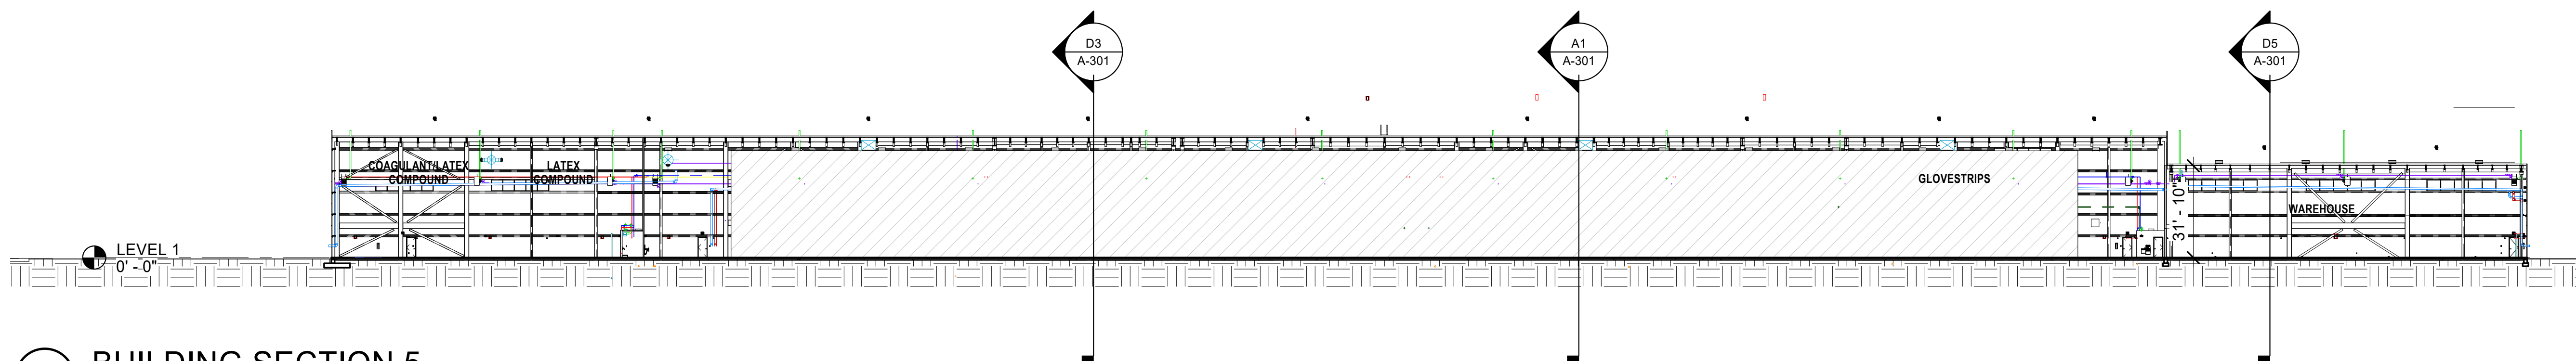 D3
A-301
A1
A-301
D5
A-301
COAGULANT/LATEX
COMPOUND
LATEX
COMPOUND
GLOVESTRIPS
31' - 10"
WAREHOUSE
LEVEL 1
0' - 0"
BUILDING SECTION 5